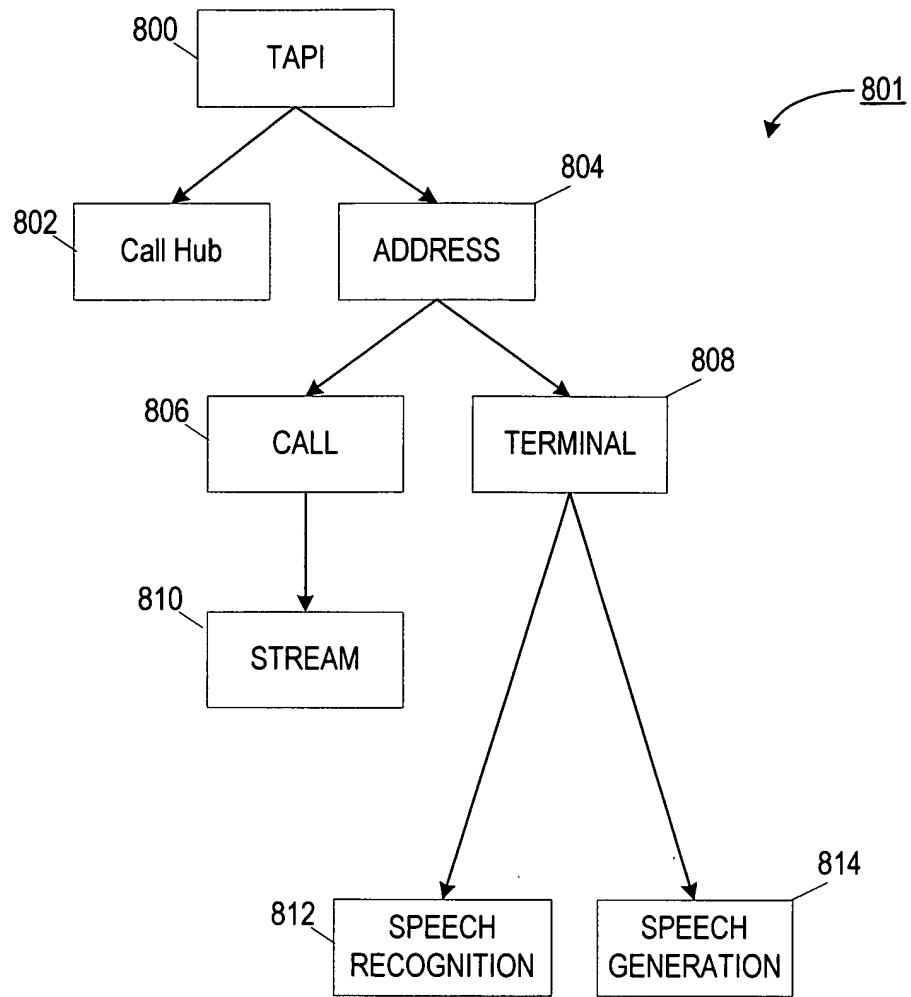 800
TAPI
801
804
802
Call Hub
ADDRESS
808
806
CALL
TERMINAL
810
STREAM
814
812
SPEECH
RECOGNITION
SPEECH
GENERATION